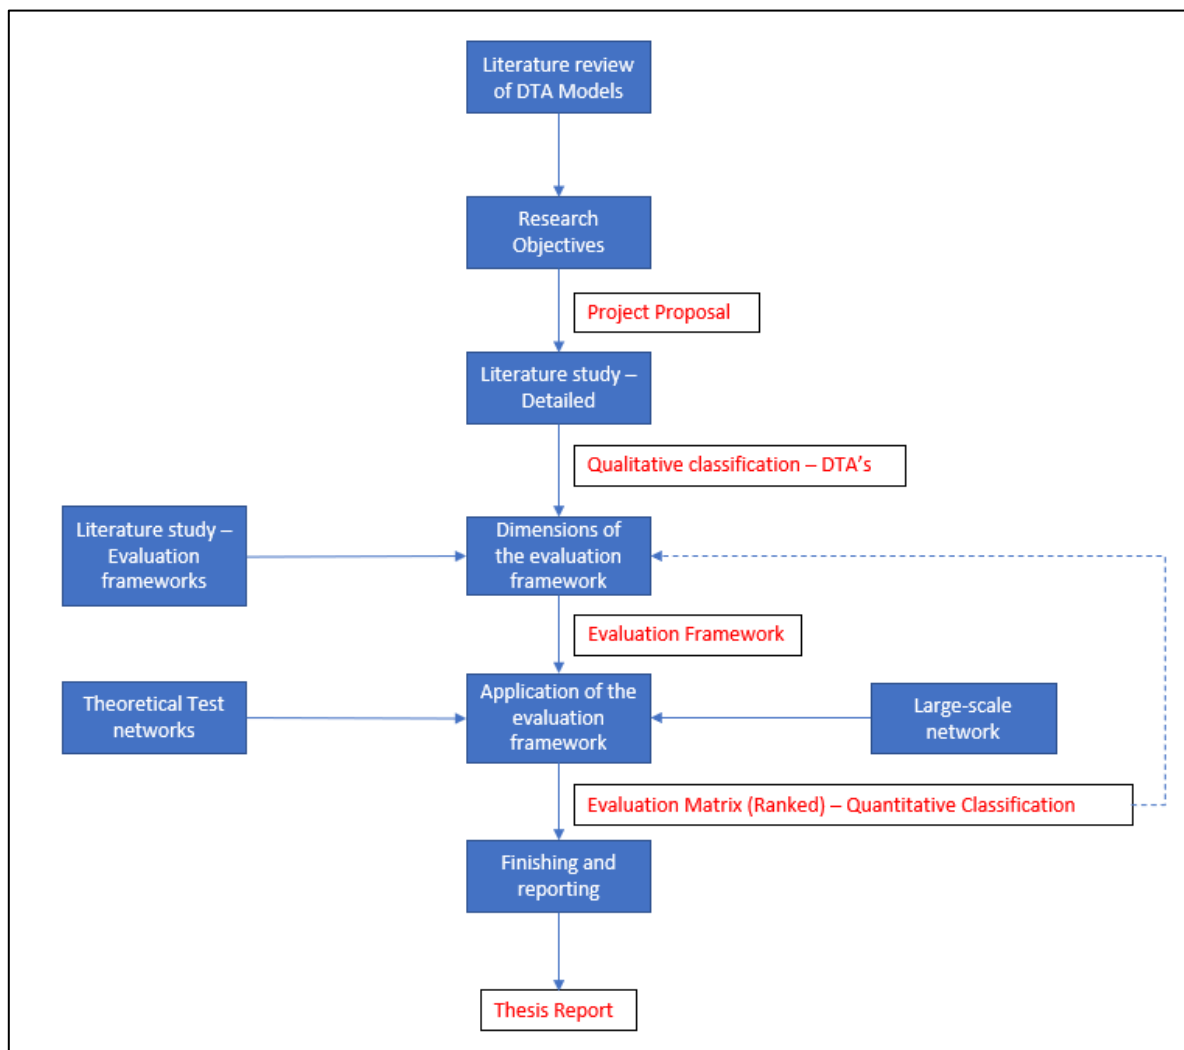 Literature review
of DTA Models
Research
Objectives
Project Proposal
Literature study –
Detailed
Qualitative classification – DTA's
Literature study –
Evaluation
frameworks
Dimensions of
the evaluation
framework
Evaluation Framework
Theoretical Test
networks
Application of the
evaluation
framework
Large-scale
network
Evaluation Matrix (Ranked) – Quantitative Classification
Finishing and
reporting
Thesis Report